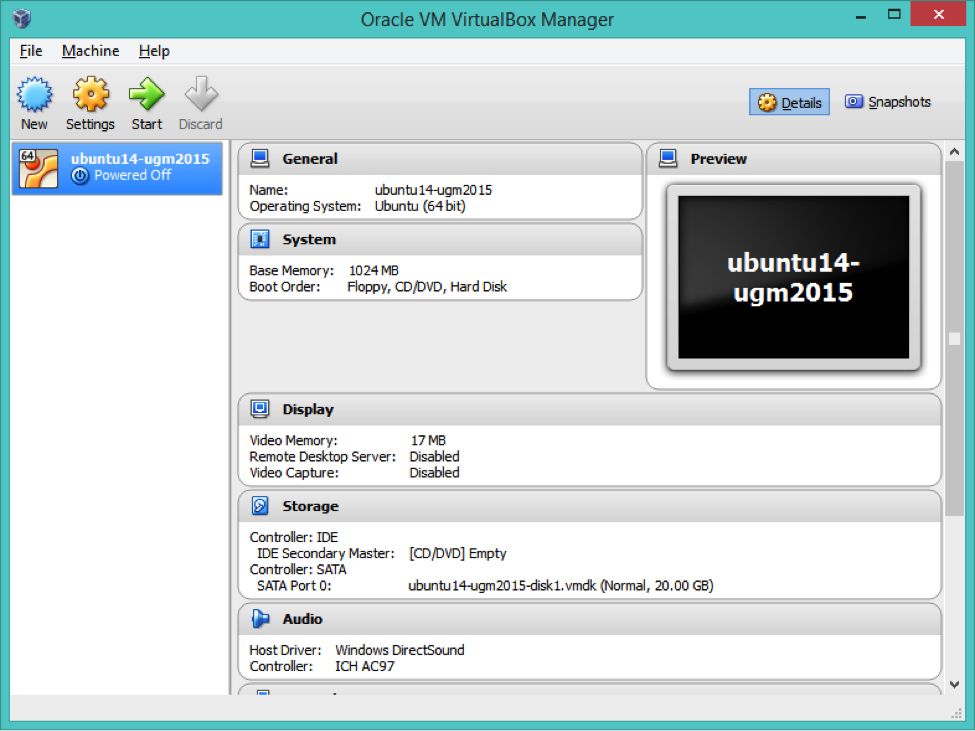 Oracle VM VirtualBox Manager
File Machine Help
New Settings Start Discard
Details Snapshots
64
ubuntu14-ugm2015
Powered Off
General
Name: ubuntu14-ugm2015
Operating System: Ubuntu (64 bit)
System
Base Memory: 1024 MB
Boot Order: Floppy, CD/DVD, Hard Disk
Preview
ubuntu14-
ugm2015
Display
Video Memory: 17 MB
Remote Desktop Server: Disabled
Video Capture: Disabled
Storage
Controller: IDE
IDE Secondary Master: [CD/DVD] Empty
Controller: SATA
SATA Port 0: ubuntu14-ugm2015-disk1.vmdk (Normal, 20.00 GB)
Audio
Host Driver: Windows DirectSound
Controller: ICH AC97